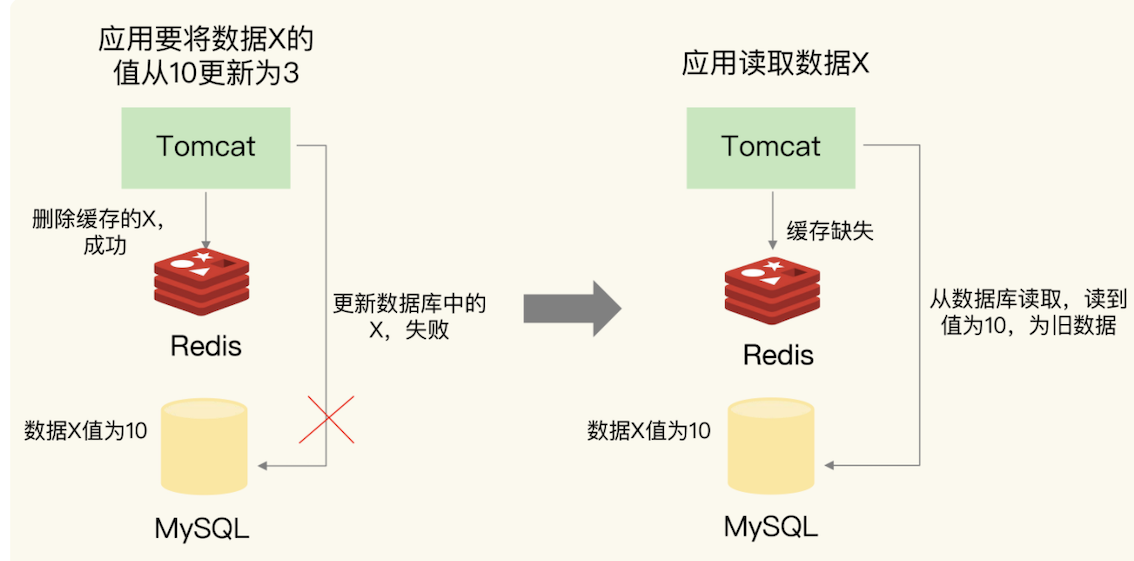 应用要将数据X的
值从10更新为3
Tomcat
删除缓存的X，
成功
Redis
更新数据库中的
X，失败
数据X值为10
MySQL
应用读取数据X
Tomcat
缓存缺失
Redis
从数据库读取，读到
值为10，为旧数据
数据X值为10
MySQL